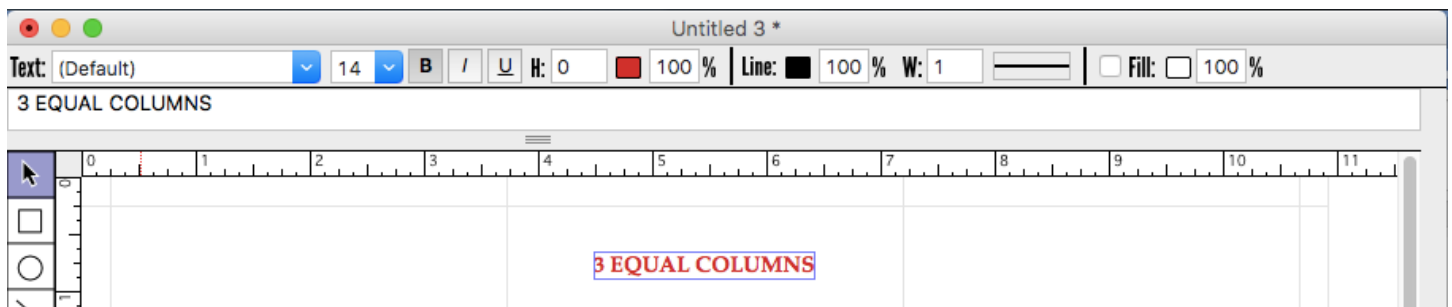 Untitled 3 *
Text: (Default) 14 B I U H: 0 100 % Line: 100 % W: 1 Fill: 100 %
3 EQUAL COLUMNS
0 1 2 3 4 5 6 7 8 9 10 11
0
3 EQUAL COLUMNS
1